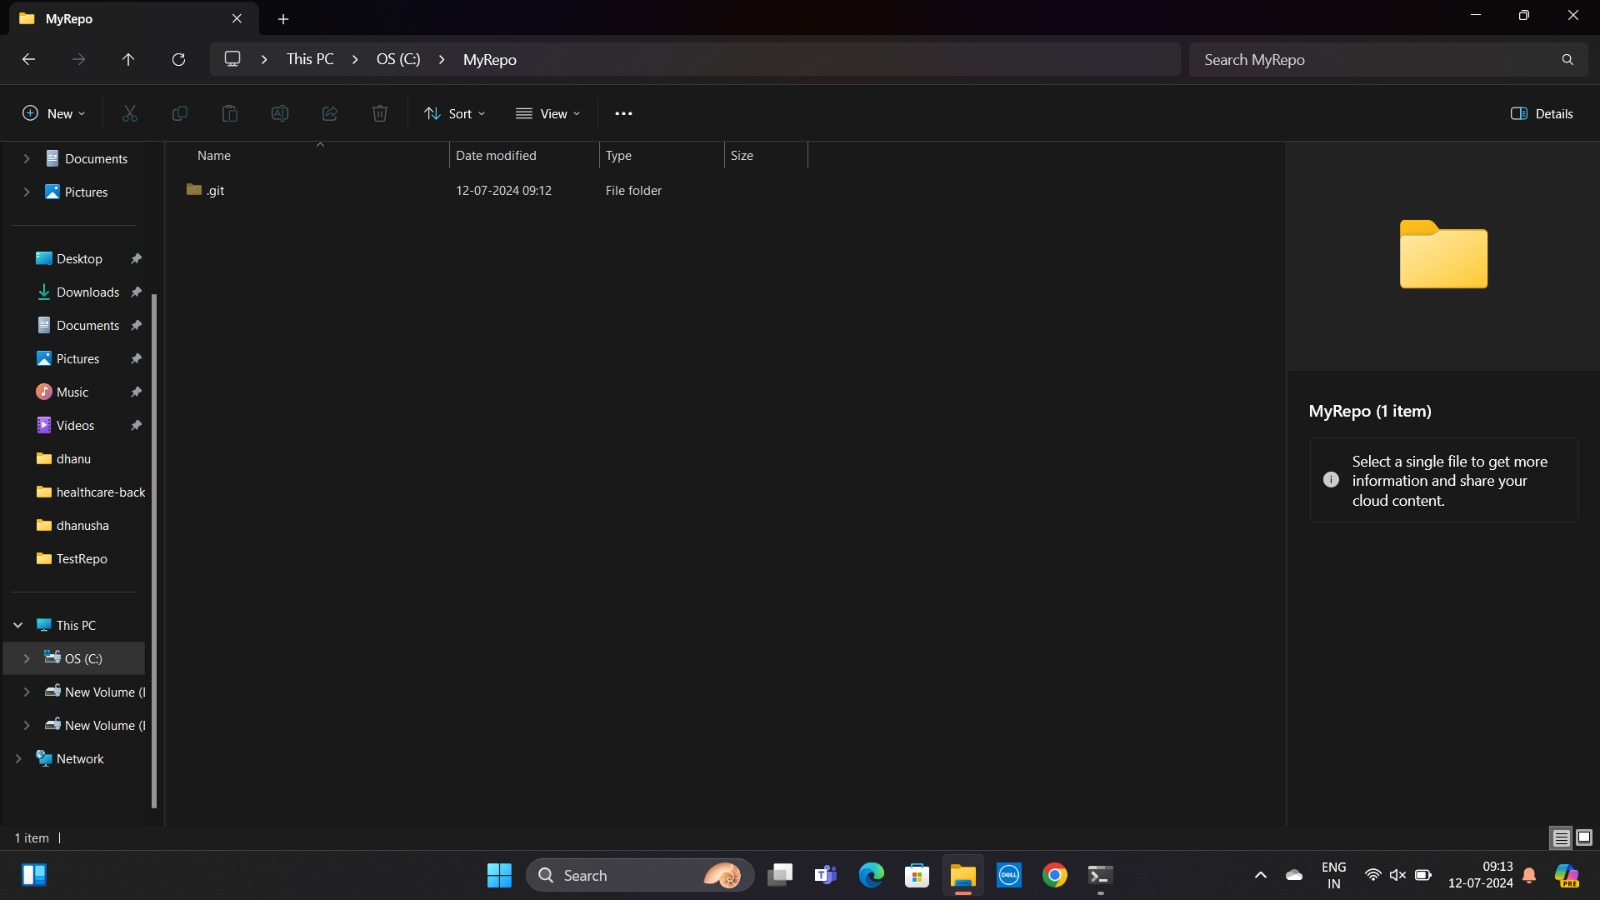 MyRepo
This PC
OS (C:)
MyRepo
Search MyRepo
New
Sort
View
Details
Documents
Pictures
Desktop
Downloads
Documents
Pictures
Music
Videos
dhanu
healthcare-back
dhanusha
TestRepo
This PC
OS (C:)
New Volume (
New Volume (
Network
Name
Date modified
Type
Size
.git
12-07-2024 09:12
File folder
MyRepo (1 item)
Select a single file to get more
information and share your
cloud content.
1 item
Search
DELL
ENG
IN
09:13
12-07-2024
PRE